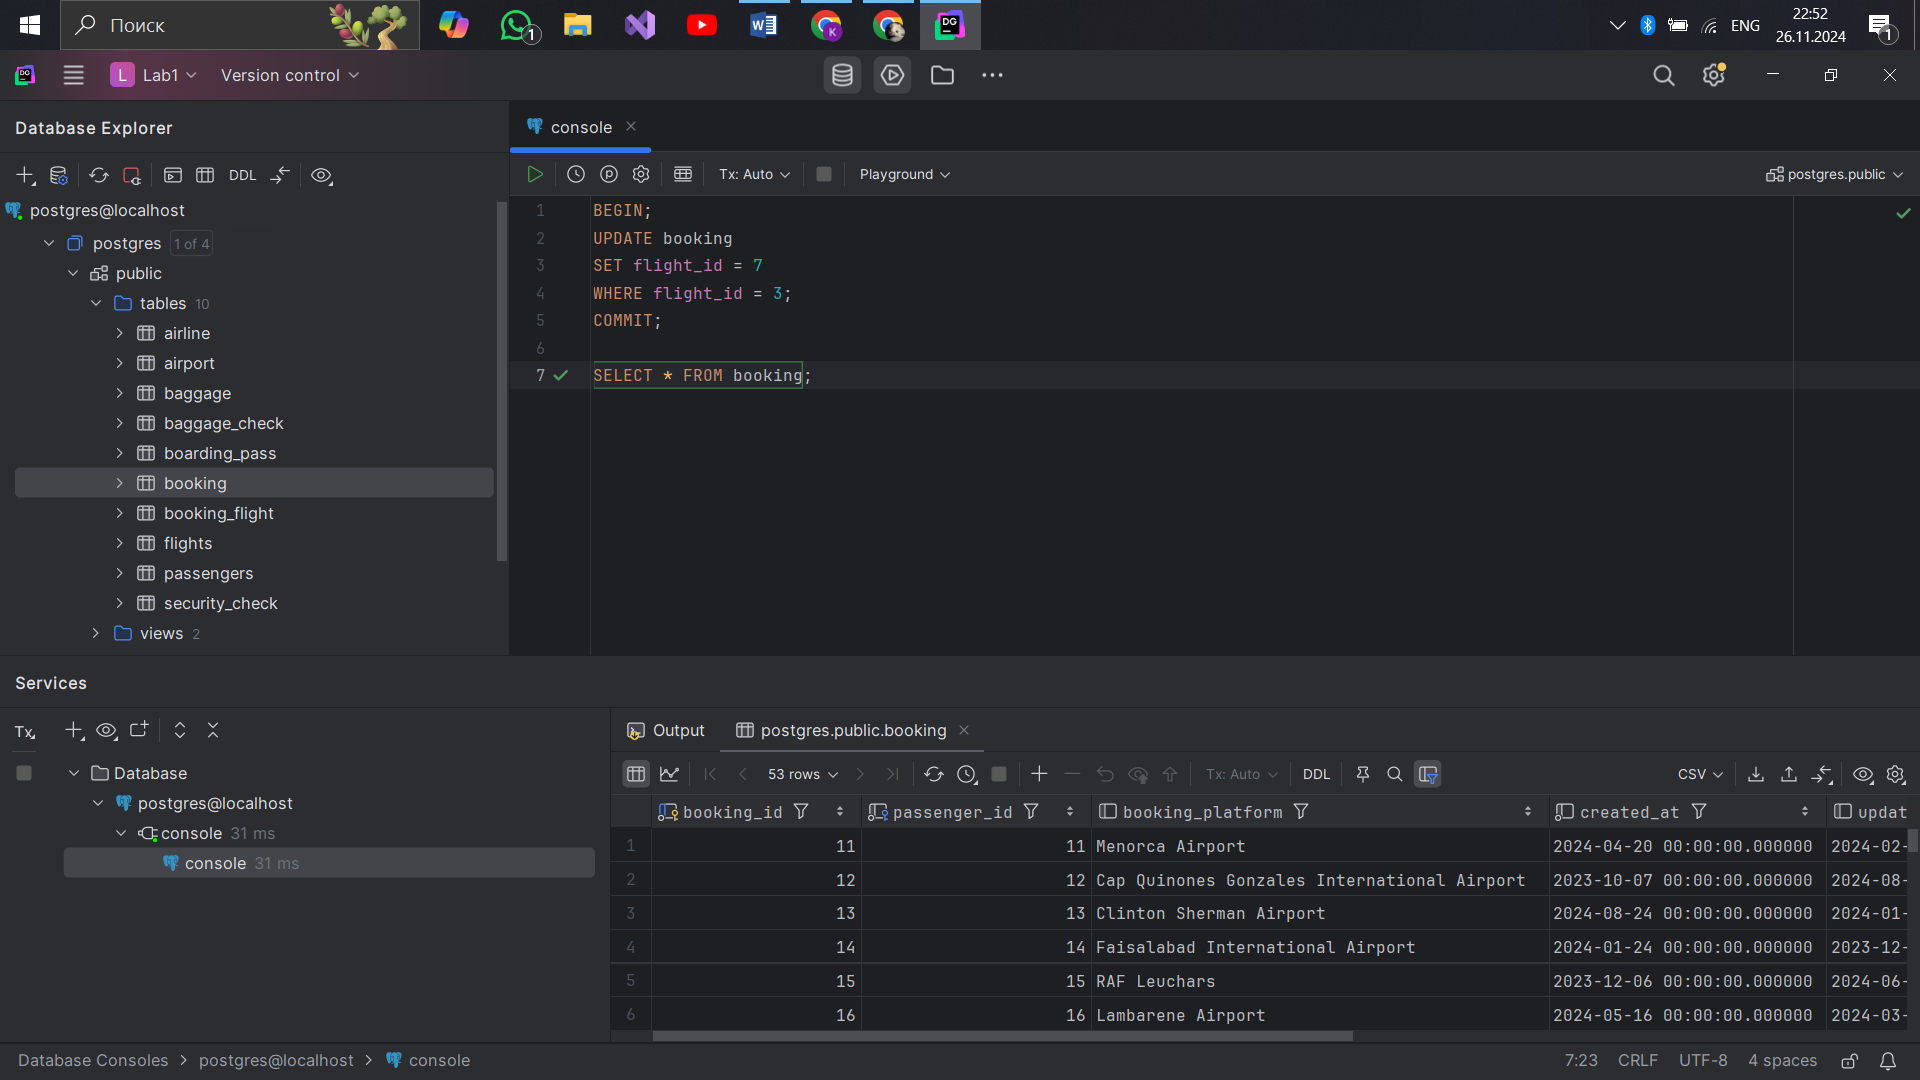 Поиск
1
ENG
22:52
26.11.2024
1
DG
L Lab1
Version control
Database Explorer
console
DDL
Tx: Auto
Playground
postgres.public
postgres@localhost
postgres 1 of 4
public
tables 10
airline
airport
baggage
baggage_check
boarding_pass
booking
booking_flight
flights
passengers
security_check
views 2
1 BEGIN;
2 UPDATE booking
3 SET flight_id = 7
4 WHERE flight_id = 3;
5 COMMIT;
6
7 SELECT * FROM booking;
Services
Tx
Database
postgres@localhost
console 31 ms
console 31 ms
Output
postgres.public.booking
53 rows
Tx: Auto
DDL
CSV
booking_id passenger_id booking_platform created_at updat
1 11 11 Menorca Airport 2024-04-20 00:00:00.000000 2024-02-
2 12 12 Cap Quinones Gonzales International Airport 2023-10-07 00:00:00.000000 2024-08-
3 13 13 Clinton Sherman Airport 2024-08-24 00:00:00.000000 2024-01-
4 14 14 Faisalabad International Airport 2024-01-24 00:00:00.000000 2023-12-
5 15 15 RAF Leuchars 2023-12-06 00:00:00.000000 2024-06-
6 16 16 Lambarene Airport 2024-05-16 00:00:00.000000 2024-03-
Database Consoles > postgres@localhost > console
7:23 CRLF UTF-8 4 spaces